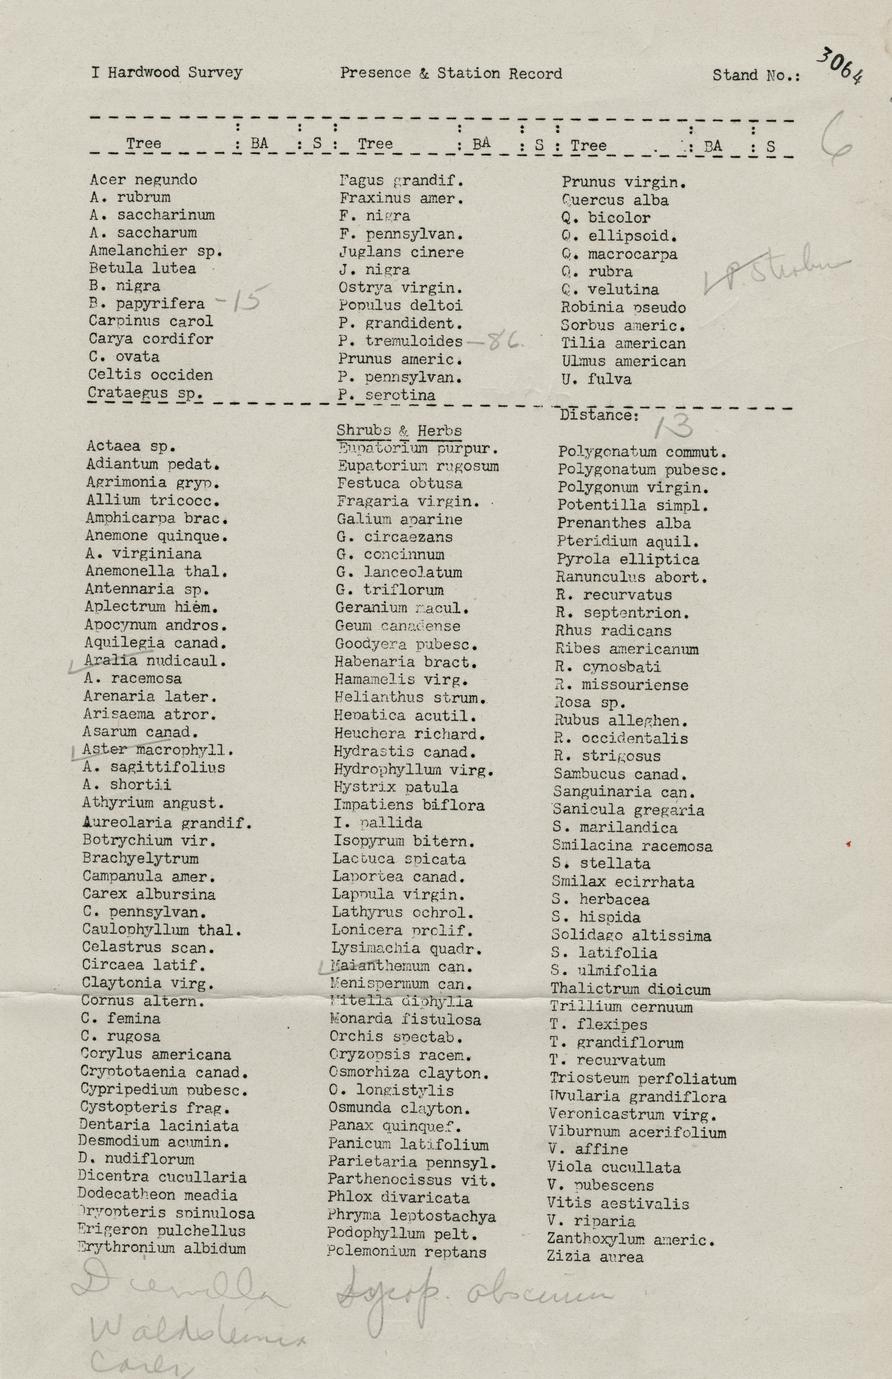 I Hardwood Survey Presence & Station Record Stand No.: 3064
6
Tree : BA : S : Tree : BA : S : Tree : BA : S
Acer negundo
A. rubrum
A. saccharinum
A. saccharum
Amelanchier sp.
Betula lutea
B. nigra
B. papyrifera - 15
Carpinus carol
Carya cordifor
C. ovata
Celtis occiden
Crataegus sp.
Fagus grandif.
Fraxinus amer.
F. nigra
F. pennsylvan.
Juglans cinere
J. nigra
Ostrya virgin.
Populus deltoi
P. grandident.
P. tremuloides — 86
Prunus americ.
P. pennsylvan.
P. serotina
Prunus virgin.
Quercus alba
Q. bicolor
Q. ellipsoid.
Q. macrocarpa
Q. rubra
Q. velutina
Robinia pseudo
Sorbus americ.
Tilia american
Ulmus american
U. fulva
P. Strobu
Distance: 13
Shrubs & Herbs
Actaea sp.
Adiantum pedat.
Agrimonia gryp.
Allium tricocc.
Amphicarpa brac.
Anemone quinque.
A. virginiana
Anemonella thal.
Antennaria sp.
Aplectrum hiem.
Apocynum andros.
Aquilegia canad.
Aralia nudicaul.
A. racemosa
Arenaria later.
Arisaema atror.
Asarum canad.
Aster macrophyll.
A. sagittifolius
A. shortii
Athyrium angust.
Aureolaria grandif.
Botrychium vir.
Brachyelytrum
Campanula amer.
Carex albursina
C. pennsylvan.
Caulophyllum thal.
Celastrus scan.
Circaea latif.
Claytonia virg.
Cornus altern.
C. femina
C. rugosa
Corylus americana
Cryptotaenia canad.
Cypripedium pubesc.
Cystopteris frag.
Dentaria laciniata
Desmodium acumin.
D. nudiflorum
Dicentra cucullaria
Dodecatheon meadia
Dryopteris spinulosa
Erigeron pulchellus
Erythronium albidum
Eupatorium purpur.
Eupatorium rugosum
Festuca obtusa
Fragaria virgin.
Galium aparine
G. circaezans
G. concinnum
G. lanceolatum
G. triflorum
Geranium macul.
Geum canadense
Goodyera pubesc.
Habenaria bract.
Hamamelis virg.
Helianthus strum.
Hepatica acutil.
Heuchera richard.
Hydrastis canad.
Hydrophyllum virg.
Hystrix patula
Impatiens biflora
I. pallida
Isopyrum bitern.
Lactuca spicata
Laportea canad.
Lappula virgin.
Lathyrus ochrol.
Lonicera prolif.
Lysimachia quadr.
Maianthemum can.
Menispermum can.
Mitella diphylla
Monarda fistulosa
Orchis spectab.
Oryzopsis racem.
Osmorhiza clayton.
O. longistylis
Osmunda clayton.
Panax quinquef.
Panicum latifolium
Parietaria pennsyl.
Parthenocissus vit.
Phlox divaricata
Phryma leptostachya
Podophyllum pelt.
Polemonium reptans
Polygonatum commut.
Polygonatum pubesc.
Polygonum virgin.
Potentilla simpl.
Prenanthes alba
Pteridium aquil.
Pyrola elliptica
Ranunculus abort.
R. recurvatus
R. septentrion.
Rhus radicans
Ribes americanum
R. cynosbati
R. missouriense
Rosa sp.
Rubus alleghen.
R. occidentalis
R. strigosus
Sambucus canad.
Sanguinaria can.
Sanicula gregaria
S. marilandica
Smilacina racemosa
S. stellata
Smilax ecirrhata
S. herbacea
S. hispida
Solidago altissima
S. latifolia
S. ulmifolia
Thalictrum dioicum
Trillium cernuum
T. flexipes
T. grandiflorum
T. recurvatum
Triosteum perfoliatum
Uvularia grandiflora
Veronicastrum virg.
Viburnum acerifolium
V. affine
Viola cucullata
V. pubescens
Vitis aestivalis
V. riparia
Zanthoxylum americ.
Zizia aurea
Diervilla
Waldsteinia
Carex
Lycop. obscurum